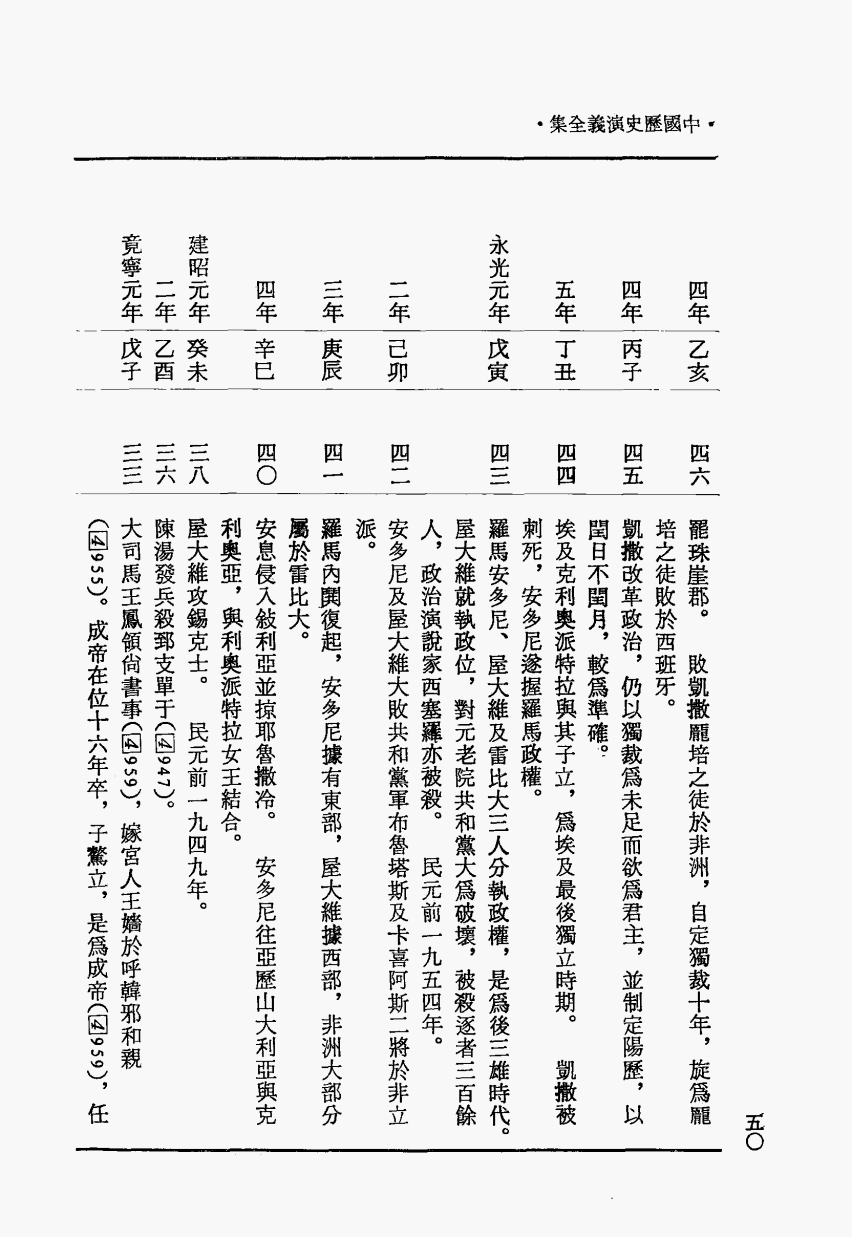 ・中國歷史演義全集・
四年 乙亥 四六 罷珠崖郡。 敗凱撒龐培之徒於非洲，自定獨裁十年，旋爲龐
培之徒敗於西班牙。
四年 丙子 四五 凱撒改革政治，仍以獨裁爲未足而欲爲君主，並制定陽歷，以
閏日不閏月，較爲準確。
五年 丁丑 四四 埃及克利奧派特拉與其子立，爲埃及最後獨立時期。 凱撒被
刺死，安多尼遂握羅馬政權。
永光元年 戊寅 四三 羅馬安多尼、屋大維及雷比大三人分執政權，是爲後三雄時代。
屋大維就執政位，對元老院共和黨大爲破壞，被殺逐者三百餘
人，政治演說家西塞羅亦被殺。 民元前一九五四年。
二年 己卯 四二 安多尼及屋大維大敗共和黨軍布魯塔斯及卡喜阿斯二將於非立
派。
三年 庚辰 四一 羅馬內鬨復起，安多尼據有東部，屋大維據西部，非洲大部分
屬於雷比大。
四年 辛巳 四〇 安息侵入敍利亞並掠耶魯撒冷。 安多尼往亞歷山大利亞與克
利奧亞，與利奧派特拉女王結合。
建昭元年 癸未 三八 屋大維攻錫克士。 民元前一九四九年。
二年 乙酉 三六 陳湯發兵殺郅支單于（4947）。
竟寧元年 戊子 三三 大司馬王鳳領尙書事（4959），嫁宮人王嬙於呼韓邪和親
（4955）。成帝在位十六年卒，子驁立，是爲成帝（4959），任
五〇